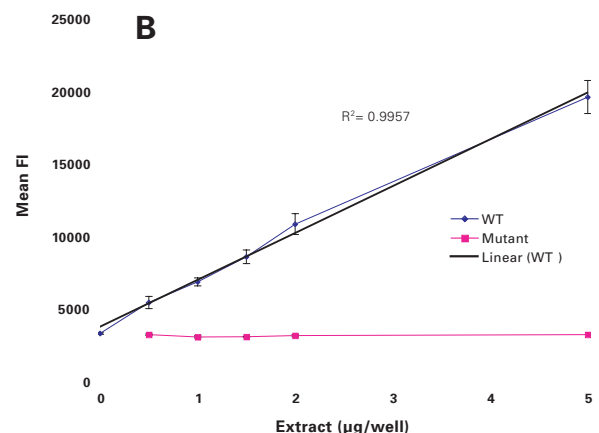 B
25000
20000
15000
10000
5000
0
Mean FI
R²= 0.9957
WT
Mutant
Linear (WT )
0 1 2 3 4 5
Extract (µg/well)